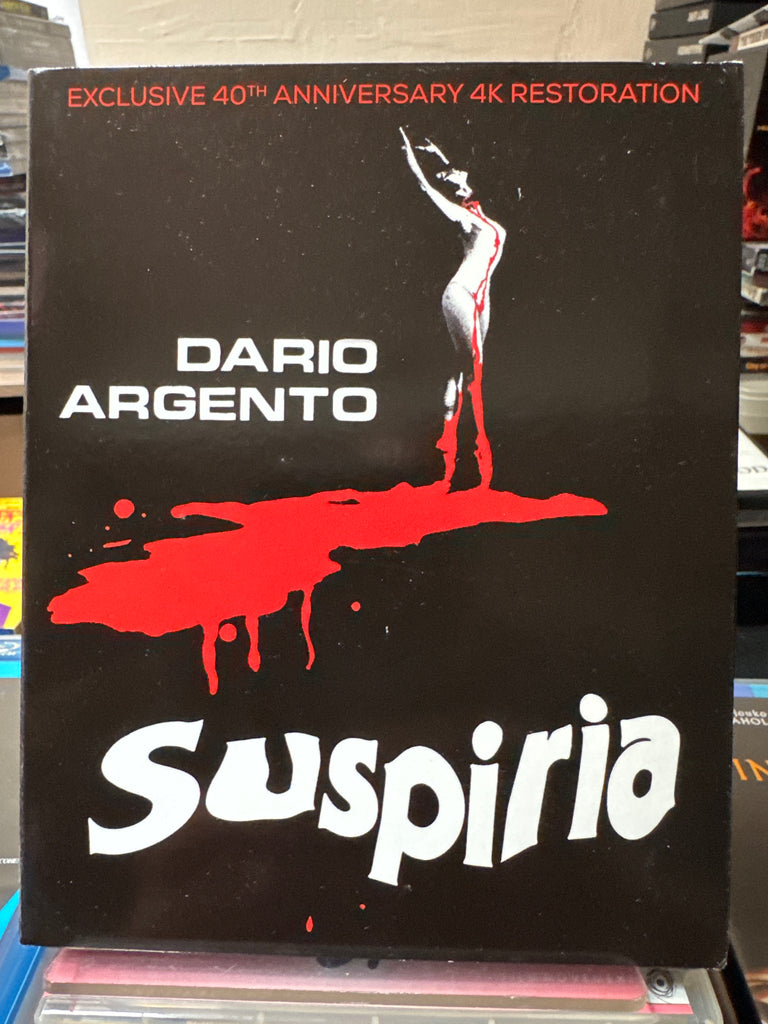 EXCLUSIVE 40TH ANNIVERSARY 4K RESTORATION
DARIO
ARGENTO
Suspiria